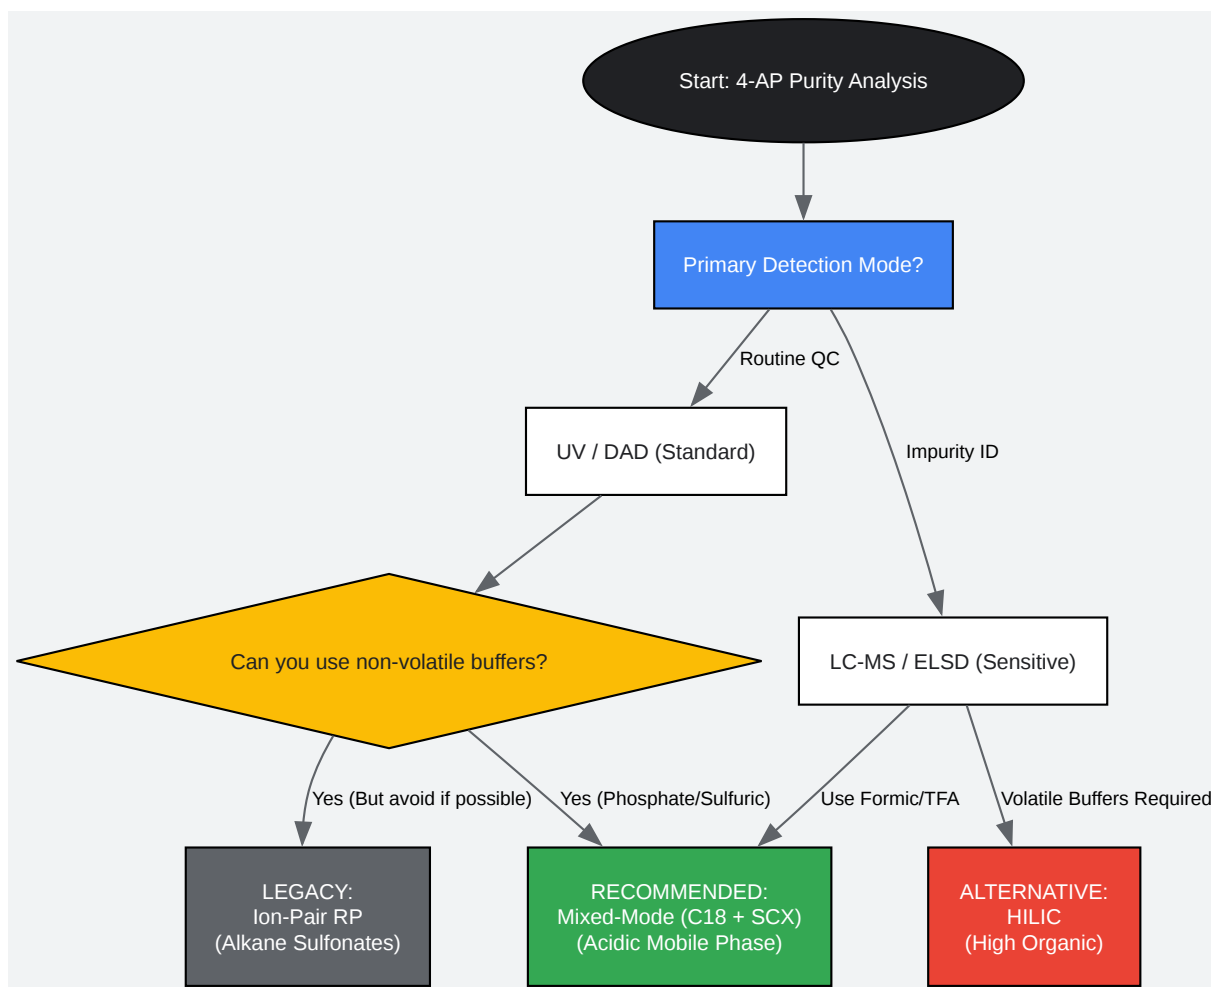 Start: 4-AP Purity Analysis
Primary Detection Mode?
Routine QC
UV / DAD (Standard)
Impurity ID
Can you use non-volatile buffers?
LC-MS / ELSD (Sensitive)
Yes (But avoid if possible)
Yes (Phosphate/Sulfuric)
Use Formic/TFA
Volatile Buffers Required
LEGACY:
Ion-Pair RP
(Alkane Sulfonates)
RECOMMENDED:
Mixed-Mode (C18 + SCX)
(Acidic Mobile Phase)
ALTERNATIVE:
HILIC
(High Organic)